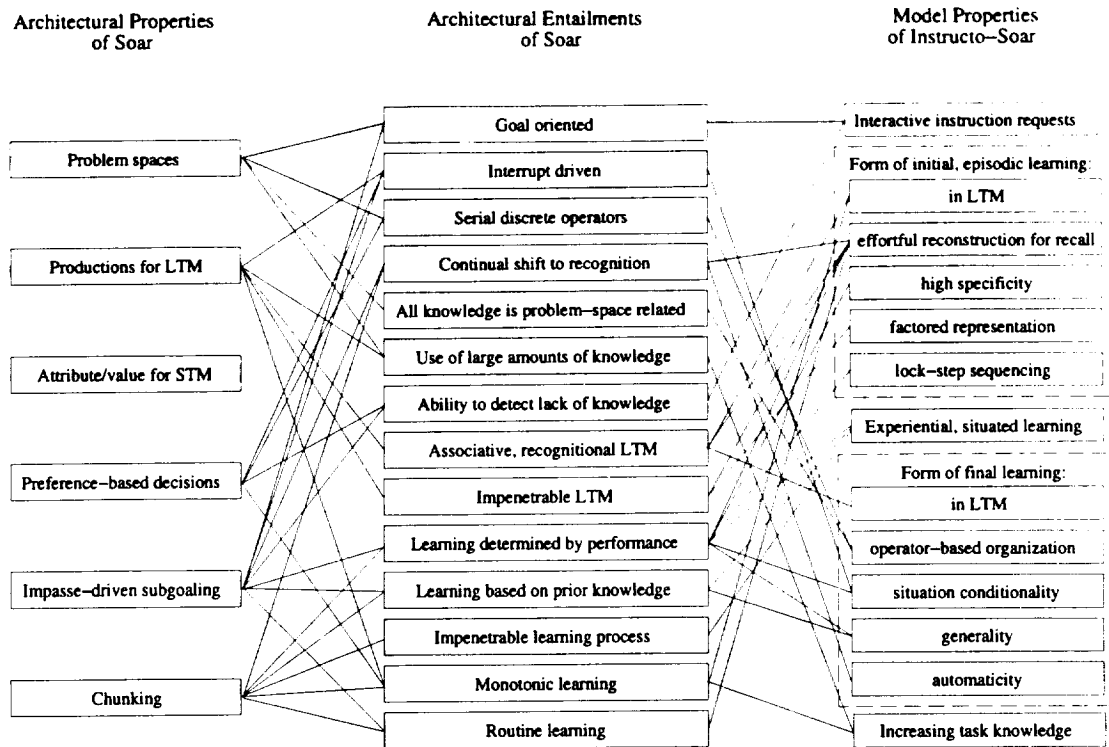 Architectural Properties
of Soar
Problem spaces
Productions for LTM
Attribute/value for STM
Preference–based decisions
Impasse–driven subgoaling
Chunking
Architectural Entailments
of Soar
Goal oriented
Interrupt driven
Serial discrete operators
Continual shift to recognition
All knowledge is problem–space related
Use of large amounts of knowledge
Ability to detect lack of knowledge
Associative, recognitional LTM
Impenetrable LTM
Learning determined by performance
Learning based on prior knowledge
Impenetrable learning process
Monotonic learning
Routine learning
Model Properties
of Instructo–Soar
Interactive instruction requests
Form of initial, episodic learning:
in LTM
effortful reconstruction for recall
high specificity
factored representation
lock–step sequencing
Experiential, situated learning
Form of final learning:
in LTM
operator–based organization
situation conditionality
generality
automaticity
Increasing task knowledge